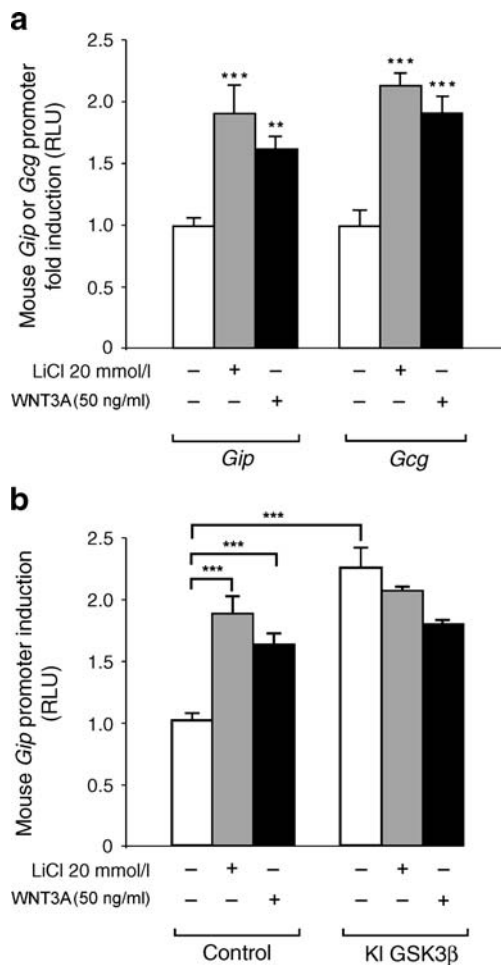 a
Mouse Gip or Gcg promoter
fold induction (RLU)
2.5
2.0
1.5
1.0
0.5
0
***
**
***
***
LiCl 20 mmol/l – + – – + –
WNT3A (50 ng/ml) – – + – – +
Gip Gcg
b
Mouse Gip promoter induction
(RLU)
2.5
2.0
1.5
1.0
0.5
0
***
***
***
LiCl 20 mmol/l – + – – + –
WNT3A (50 ng/ml) – – + – – +
Control KI GSK3β